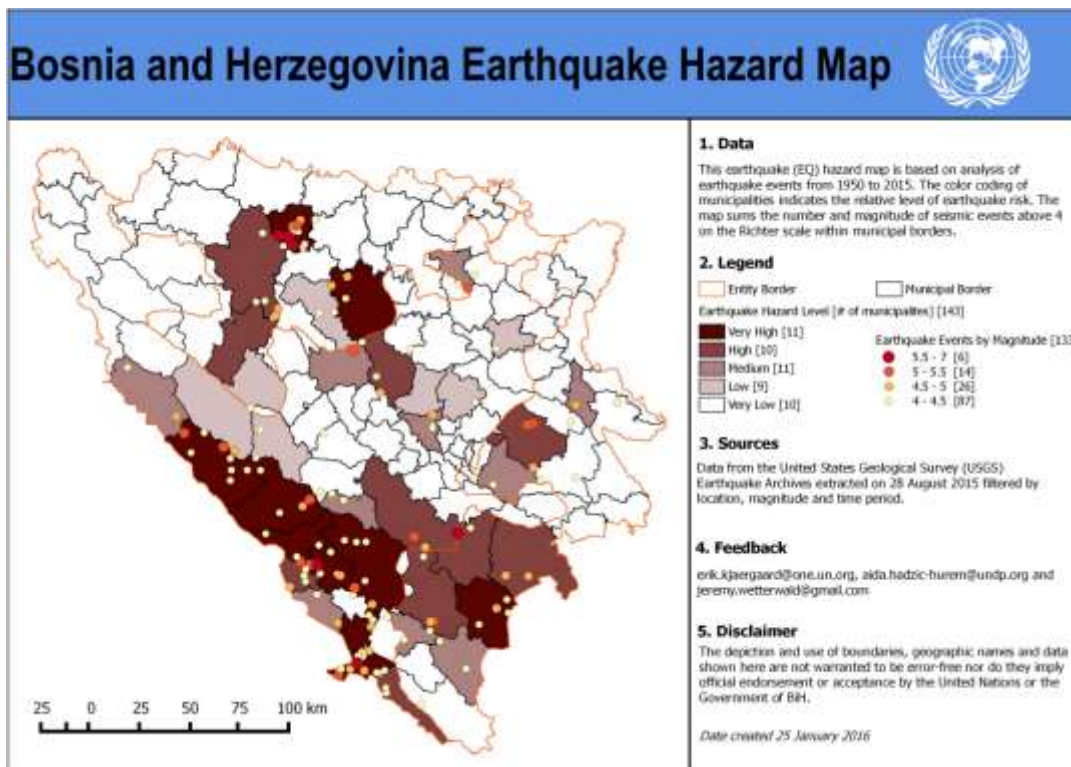 Bosnia and Herzegovina Earthquake Hazard Map
1. Data
This earthquake (EQ) hazard map is based on analysis of
earthquake events from 1950 to 2015. The color coding of
municipalities indicates the relative level of earthquake risk. The
map sums the number and magnitude of seismic events above 4
on the Richter scale within municipal borders.
2. Legend
Entity Border
Municipal Border
Earthquake Hazard Level [# of municipalites] [143]
Very High [11]
High [10]
Medium [11]
Low [9]
Very Low [10]
Earthquake Events by Magnitude [133
5.5 - 7 [6]
5 - 5.5 [14]
4.5 - 5 [26]
4 - 4.5 [87]
3. Sources
Data from the United States Geological Survey (USGS)
Earthquake Archives extracted on 28 August 2015 filtered by
location, magnitude and time period.
4. Feedback
erik.kjaergaard@one.un.org, aida.hadzic-hurem@undp.org and
jeremy.wetterwald@gmail.com
5. Disclaimer
The depiction and use of boundaries, geographic names and data
shown here are not warranted to be error-free nor do they imply
official endorsement or acceptance by the United Nations or the
Government of BiH.
Date created 25 January 2016
25 0 25 50 75 100 km